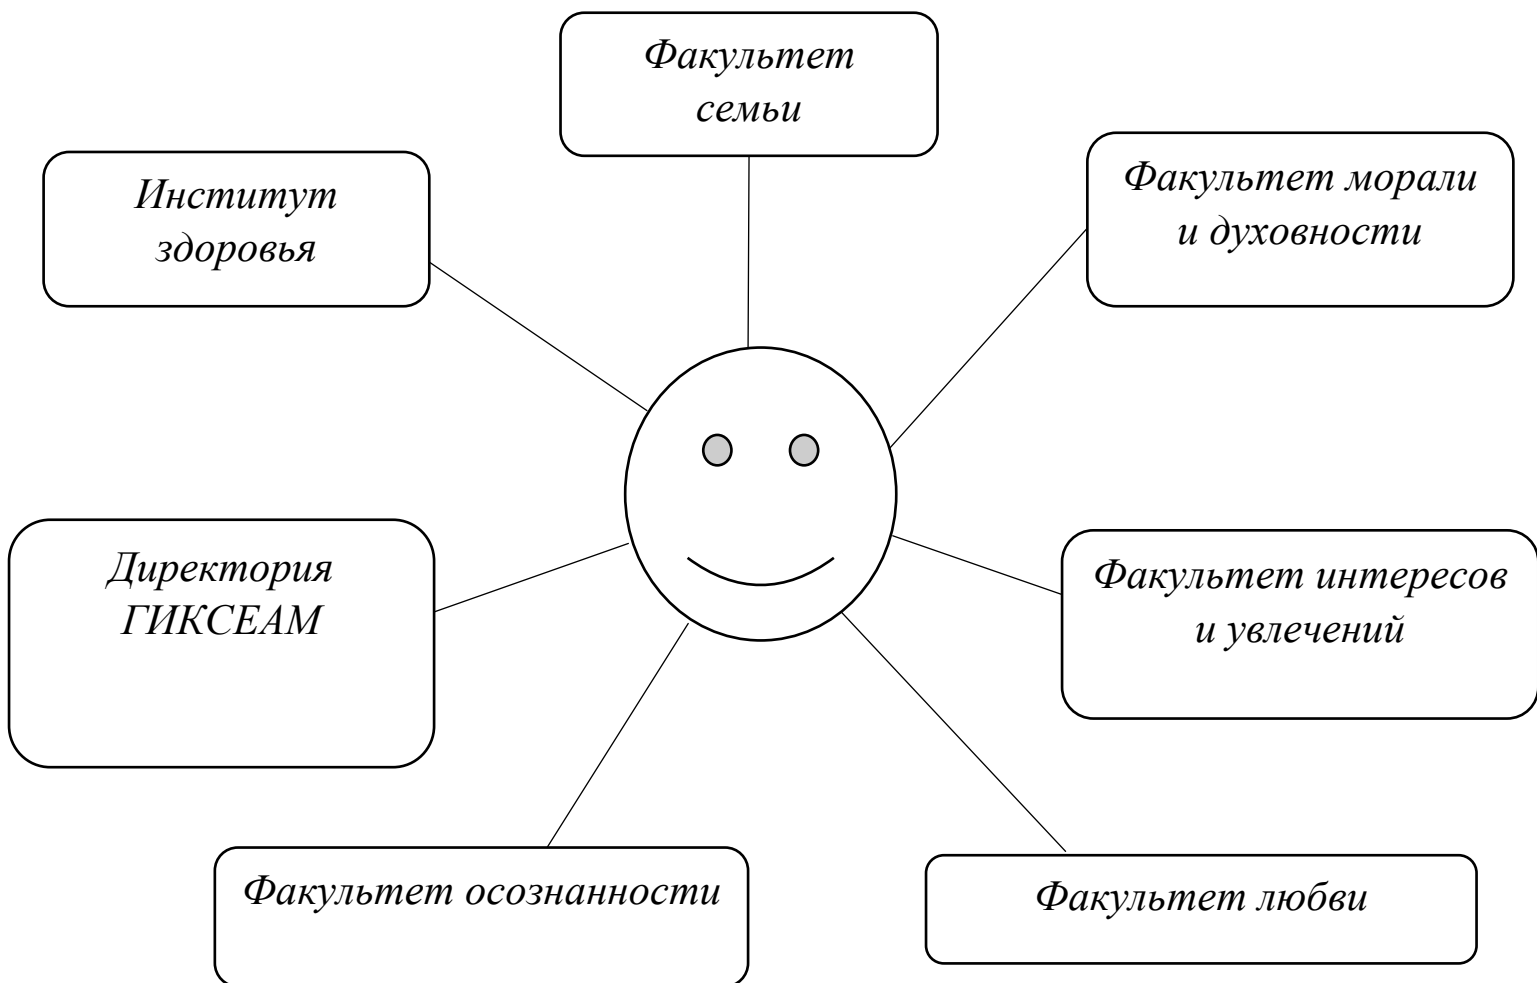 Факультет
семьи
Институт
здоровья
Факультет морали
и духовности
Директория
ГИКСЕАМ
Факультет интересов
и увлечений
Факультет осознанности
Факультет любви